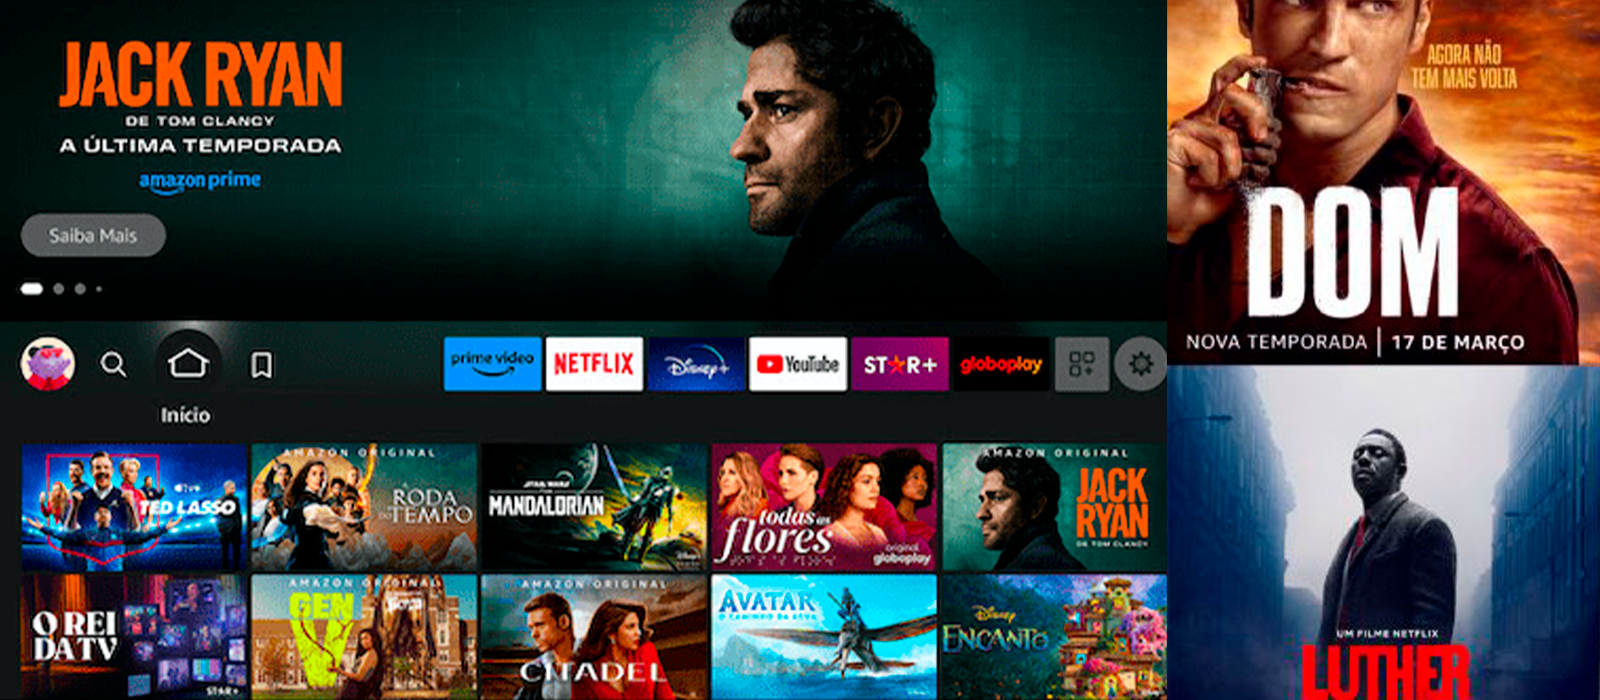 JACK RYAN
DE TOM CLANCY
A ÚLTIMA TEMPORADA
amazon prime
Saiba Mais
prime video
NETFLIX
Disney+
YouTube
STAR+
globoplay
Início
tv+
TED LASSO
AMAZON ORIGINAL
A RODA
DO TEMPO
STAR WARS
THE
MANDALORIAN
Disney+
todas as
flores
original
globoplay
AMAZON ORIGINAL
JACK
RYAN
DE TOM CLANCY
O REI
DA TV
STAR+
AMAZON ORIGINAL
GEN
V
AMAZON ORIGINAL
CITADEL
AVATAR
O CAMINHO DA ÁGUA
Disney
ENCANTO
AGORA NÃO
TEM MAIS VOLTA
DOM
NOVA TEMPORADA | 17 DE MARÇO
UM FILME NETFLIX
LUTHER